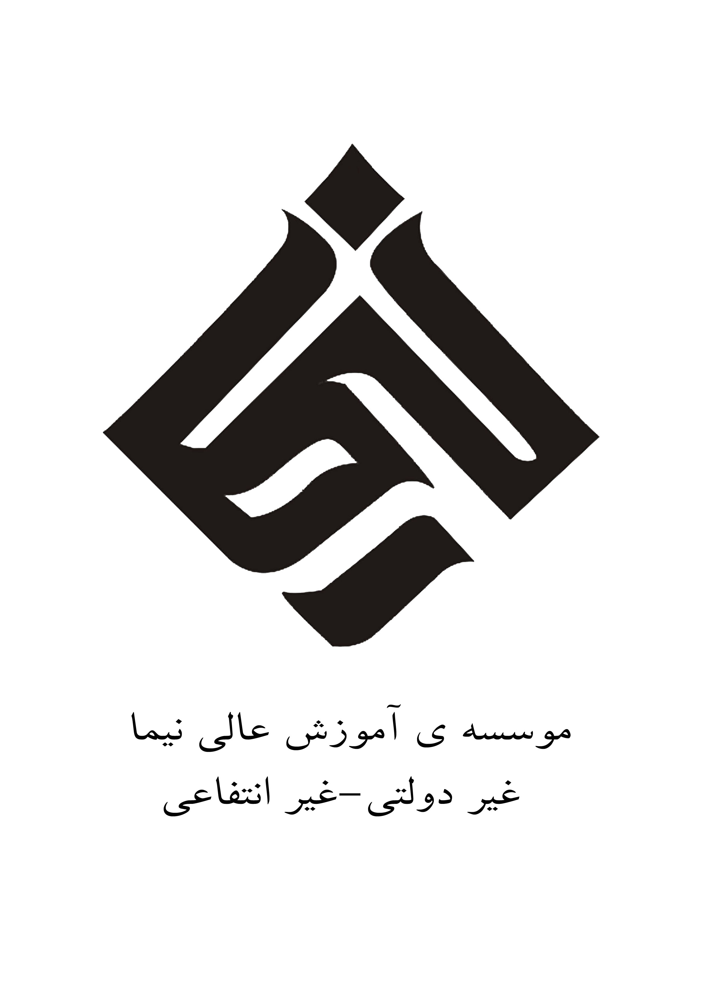 موسسه ی آموزش عالی نیما
غیر دولتی–غیر انتفاعی